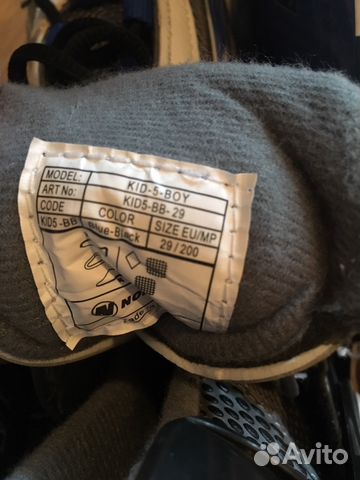 MODEL: KID-5-BOY
ART No: KID5-BB-29
CODE COLOR SIZE EU/MP
KID5-BB Blue-Black 29/200
Avito